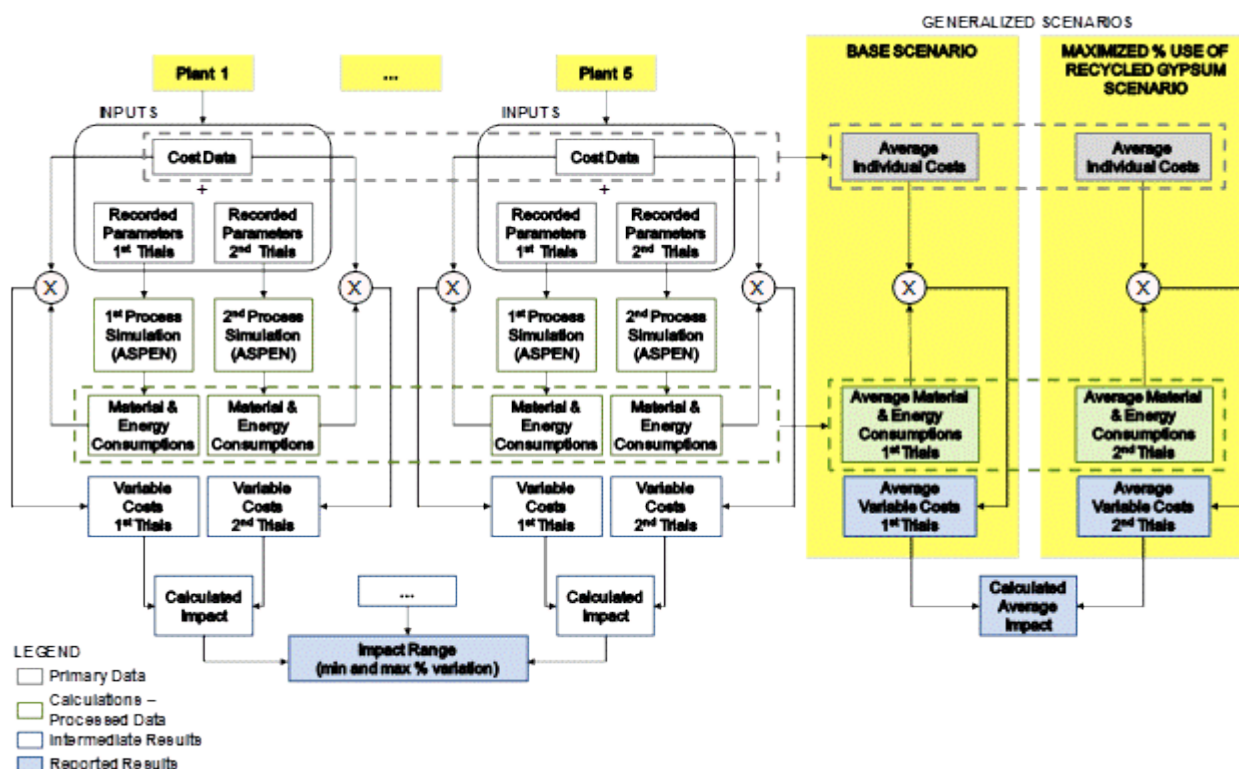 GENERALIZED SCENARIOS
Plant 1
...
Plant 5
BASE SCENARIO
MAXIMIZED % USE OF
RECYCLED GYPSUM
SCENARIO
INPUTS
INPUTS
Cost Data
+
Cost Data
+
Average
Individual Costs
Average
Individual Costs
Recorded
Parameters
1st Trials
Recorded
Parameters
2nd Trials
Recorded
Parameters
1st Trials
Recorded
Parameters
2nd Trials
X
X
X
X
X
X
1st Process
Simulation
(ASPEN)
2nd Process
Simulation
(ASPEN)
1st Process
Simulation
(ASPEN)
2nd Process
Simulation
(ASPEN)
Material &
Energy
Consumptions
Material &
Energy
Consumptions
Material &
Energy
Consumptions
Material &
Energy
Consumptions
Average Material
& Energy
Consumptions
1st Trials
Average Material
& Energy
Consumptions
2nd Trials
Variable
Costs
1st Trials
Variable
Costs
2nd Trials
Variable
Costs
1st Trials
Variable
Costs
2nd Trials
Average
Variable Costs
1st Trials
Average
Variable Costs
2nd Trials
Calculated
Impact
...
Calculated
Impact
Calculated
Average
Impact
Impact Range
(min and max % variation)
LEGEND
Primary Data
Calculations –
Processed Data
Intermediate Results
Reported Results